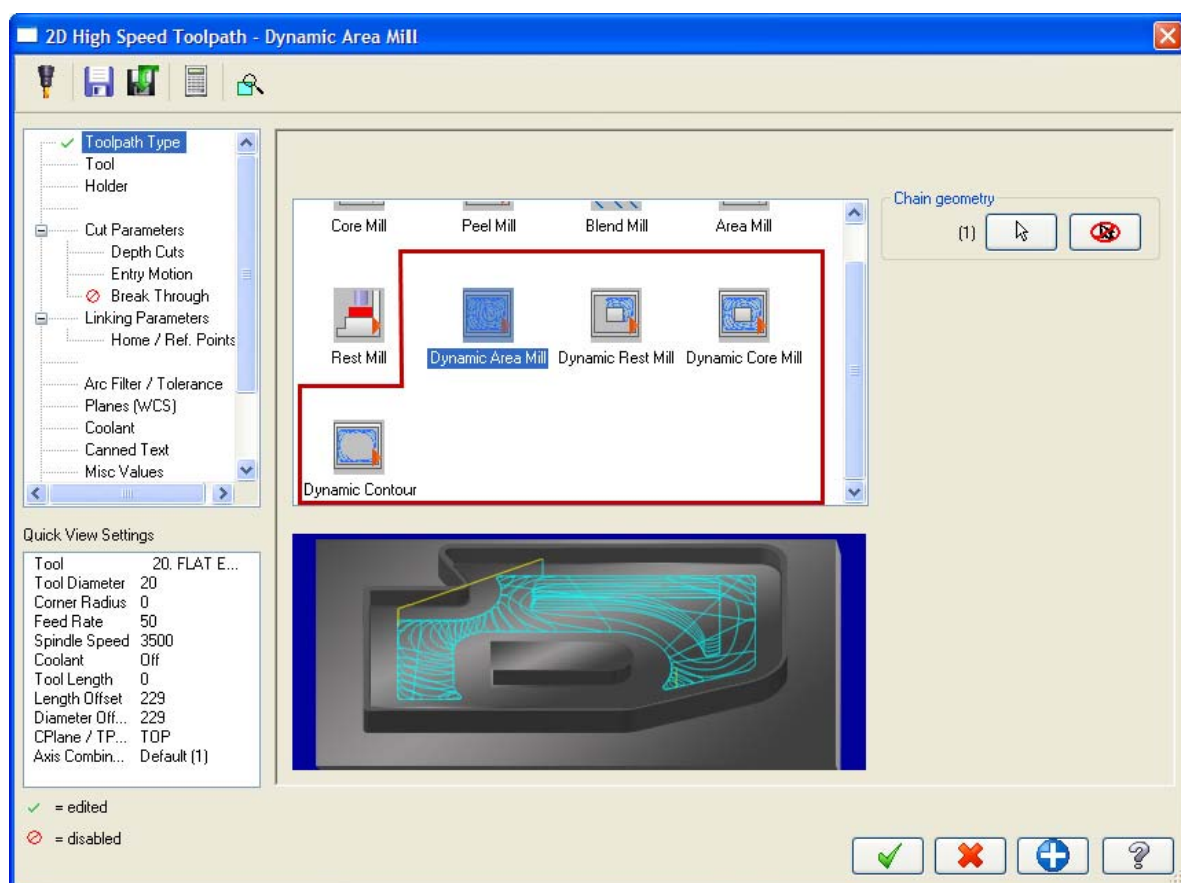 2D High Speed Toolpath - Dynamic Area Mill
Toolpath Type
Tool
Holder
Cut Parameters
Depth Cuts
Entry Motion
Break Through
Linking Parameters
Home / Ref. Points
Arc Filter / Tolerance
Planes (WCS)
Coolant
Canned Text
Misc Values
Core Mill Peel Mill Blend Mill Area Mill
Rest Mill Dynamic Area Mill Dynamic Rest Mill Dynamic Core Mill
Dynamic Contour
Chain geometry
(1)
Quick View Settings
Tool 20. FLAT E...
Tool Diameter 20
Corner Radius 0
Feed Rate 50
Spindle Speed 3500
Coolant Off
Tool Length 0
Length Offset 229
Diameter Off... 229
CPlane / TP... TOP
Axis Combin... Default (1)
= edited
= disabled